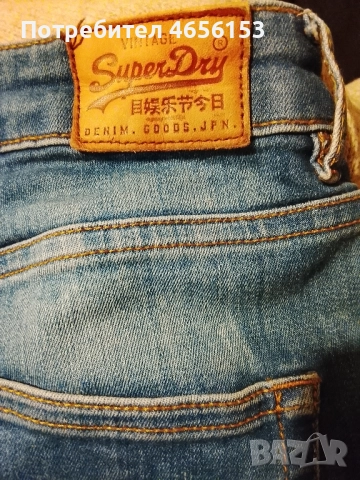 Потребител 4656153
VINTAGE
SuperDry ®
目娱乐节今日
DENIM. GOODS. JPN.
BAZAR